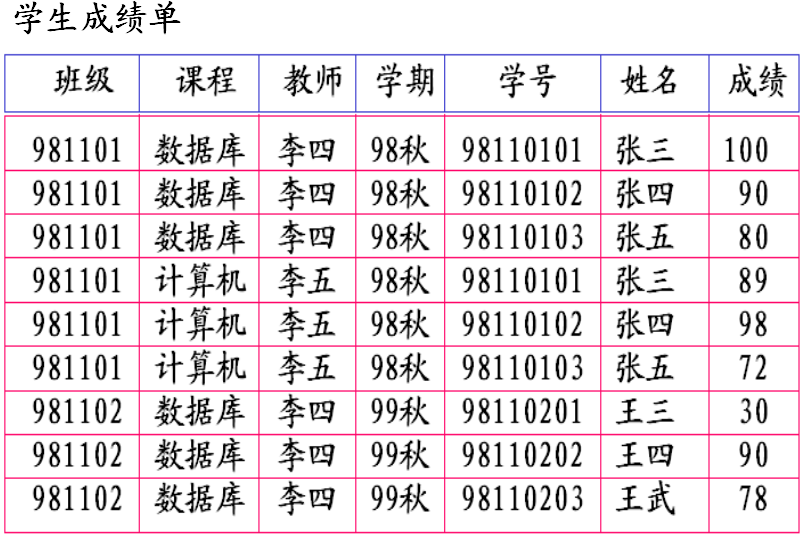 学生成绩单
班级 课程 教师 学期 学号 姓名 成绩
981101 数据库 李四 98秋 98110101 张三 100
981101 数据库 李四 98秋 98110102 张四 90
981101 数据库 李四 98秋 98110103 张五 80
981101 计算机 李五 98秋 98110101 张三 89
981101 计算机 李五 98秋 98110102 张四 98
981101 计算机 李五 98秋 98110103 张五 72
981102 数据库 李四 99秋 98110201 王三 30
981102 数据库 李四 99秋 98110202 王四 90
981102 数据库 李四 99秋 98110203 王武 78